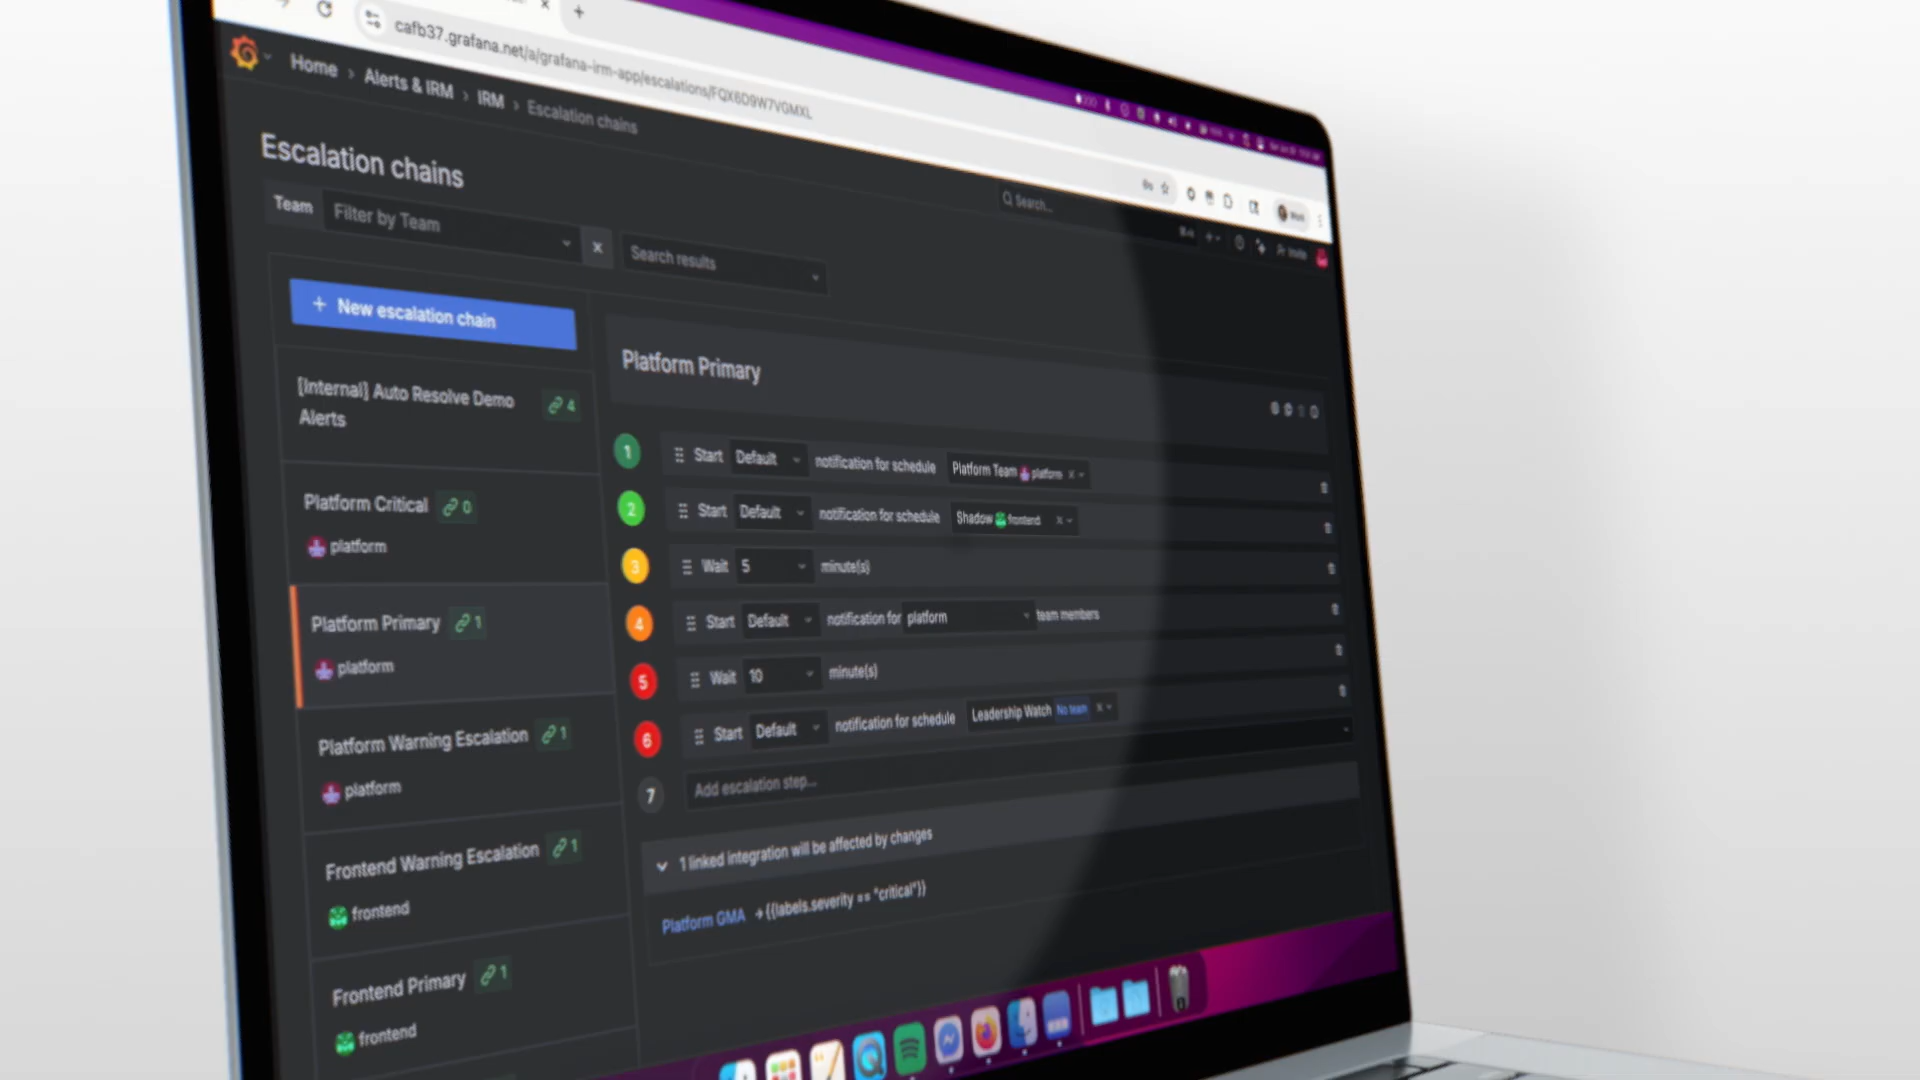 cafb37.grafana.net/a/grafana-irm-app/escalations/FQX6D9W7VGMXL
Home › Alerts & IRM › IRM › Escalation chains
Search...
Invite
Work
Escalation chains
Team
Filter by Team
Search results
+ New escalation chain
[Internal] Auto Resolve Demo
Alerts
4
Platform Critical 0
platform
Platform Primary 1
platform
Platform Warning Escalation 1
platform
Frontend Warning Escalation 1
frontend
Frontend Primary 1
frontend
Platform Primary
1 Start Default notification for schedule Platform Team platform
2 Start Default notification for schedule Shadow frontend
3 Wait 5 minute(s)
4 Start Default notification for platform team members
5 Wait 10 minute(s)
6 Start Default notification for schedule Leadership Watch No team
7 Add escalation step...
1 linked integration will be affected by changes
Platform GMA → {{labels.severity == "critical"}}